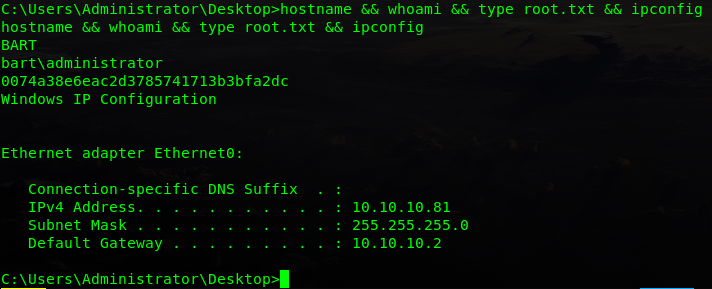 C:\Users\Administrator\Desktop>hostname && whoami && type root.txt && ipconfig
hostname && whoami && type root.txt && ipconfig
BART
bart\administrator
0074a38e6eac2d3785741713b3bfa2dc
Windows IP Configuration
Ethernet adapter Ethernet0:
Connection-specific DNS Suffix  . :
IPv4 Address. . . . . . . . . . . : 10.10.10.81
Subnet Mask . . . . . . . . . . . : 255.255.255.0
Default Gateway . . . . . . . . . : 10.10.10.2
C:\Users\Administrator\Desktop>